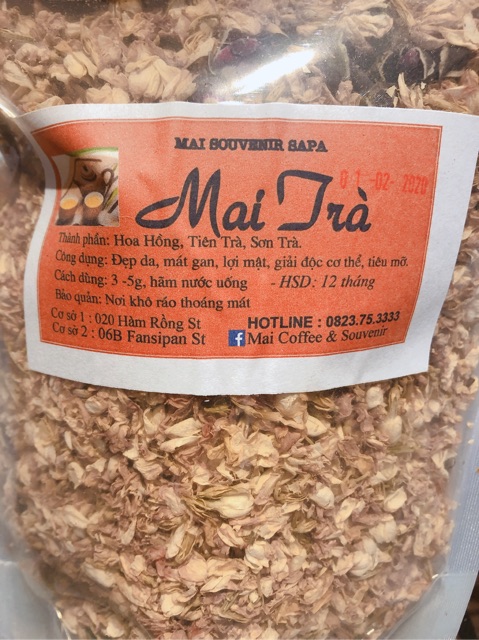 MAI SOUVENIR SAPA
01-02-2020
Mai Trà
Thành phần: Hoa Hồng, Tiên Trà, Sơn Trà.
Công dụng: Đẹp da, mát gan, lợi mật, giải độc cơ thể, tiêu mỡ.
Cách dùng: 3 -5g, hãm nước uống - HSD: 12 tháng
Bảo quản: Nơi khô ráo thoáng mát
Cơ sỏ 1 : 020 Hàm Rồng St HOTLINE : 0823.75.3333
Cơ sờ 2 : 06B Fansipan St f Mai Coffee & Souvenir